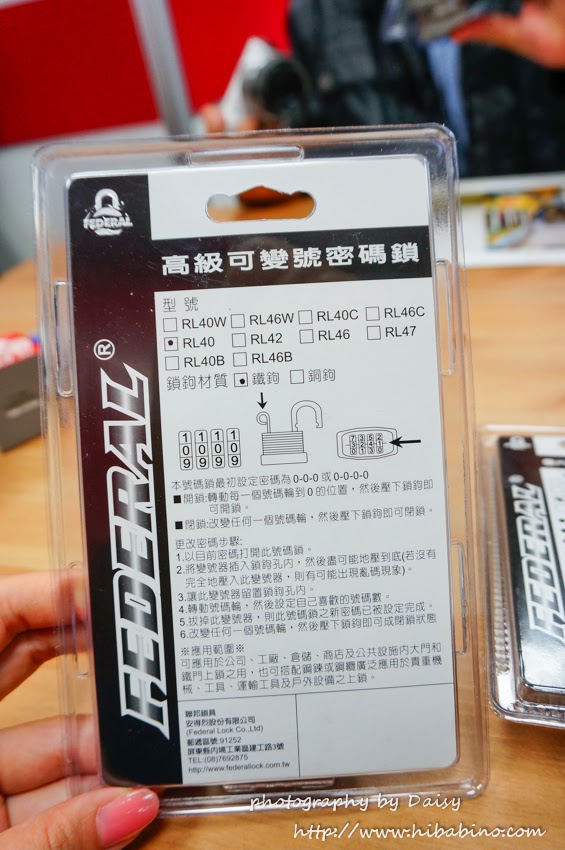 FEDERAL
高級可變號密碼鎖
型號
RL40W RL46W RL40C RL46C
RL40 RL42 RL46 RL47
RL40B RL46B
鎖鉤材質 鐵鉤 銅鉤
1 1 1 1
0 0 0 0
9 9 9 9
本號碼鎖最初設定密碼為 0-0-0 或 0-0-0-0
■開鎖:轉動每一個號碼輪到 0 的位置，然後壓下鎖鉤即
可開鎖。
■閉鎖:改變任何一個號碼輪，然後壓下鎖鉤即可閉鎖。
更改密碼步驟:
1.以目前密碼打開此號碼鎖。
2.將變號器插入鎖鉤孔內，然後盡可能地壓到底(若沒有
完全地壓入此變號器，則有可能出現亂碼現象)。
3.讓此變號器留置鎖鉤孔內。
4.轉動號碼輪，然後設定自己喜歡的號碼數。
5.拔掉此變號器，則此號碼鎖之新密碼已被設定完成。
6.改變任何一個號碼輪，然後壓下鎖鉤即可成閉鎖狀態
※應用範圍※
可應用於公司、工廠、倉儲、商店及公共設施內大門和
鐵門上鎖之用，也可搭配鋼鍊或鋼纜廣泛應用於貴重機
械、工具、運輸工具及戶外設備之上鎖。
FEDERAL®
聯邦鎖具
安得烈股份有限公司
(Federal Lock Co.,Ltd)
郵遞區號:91252
屏東縣內埔工業區建工路3號
TEL:(08)7692875
http://www.federallock.com.tw
FEDERAL
photography by Daisy
http://www.hibabino.com